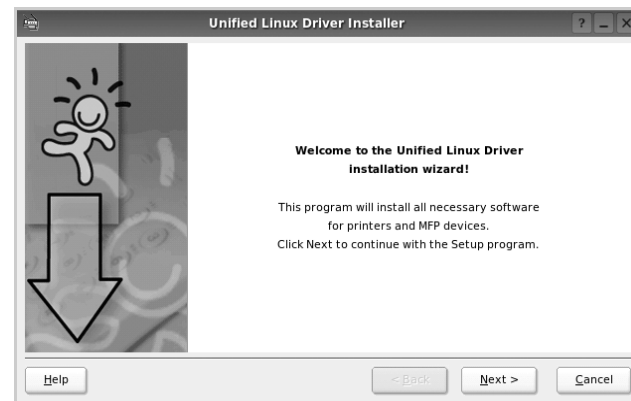 Unified Linux Driver Installer
Welcome to the Unified Linux Driver
installation wizard!
This program will install all necessary software
for printers and MFP devices.
Click Next to continue with the Setup program.
Help
< Back
Next >
Cancel